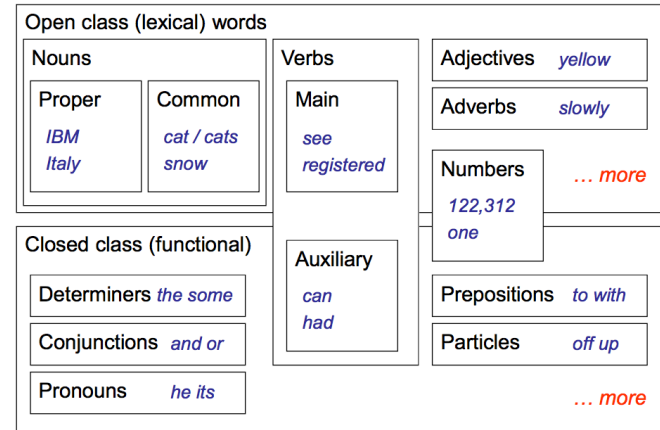 Open class (lexical) words
Nouns
Proper
IBM
Italy
Common
cat / cats
snow
Verbs
Main
see
registered
Adjectives yellow
Adverbs slowly
Numbers
122,312
one
... more
Closed class (functional)
Determiners the some
Conjunctions and or
Pronouns he its
Auxiliary
can
had
Prepositions to with
Particles off up
... more